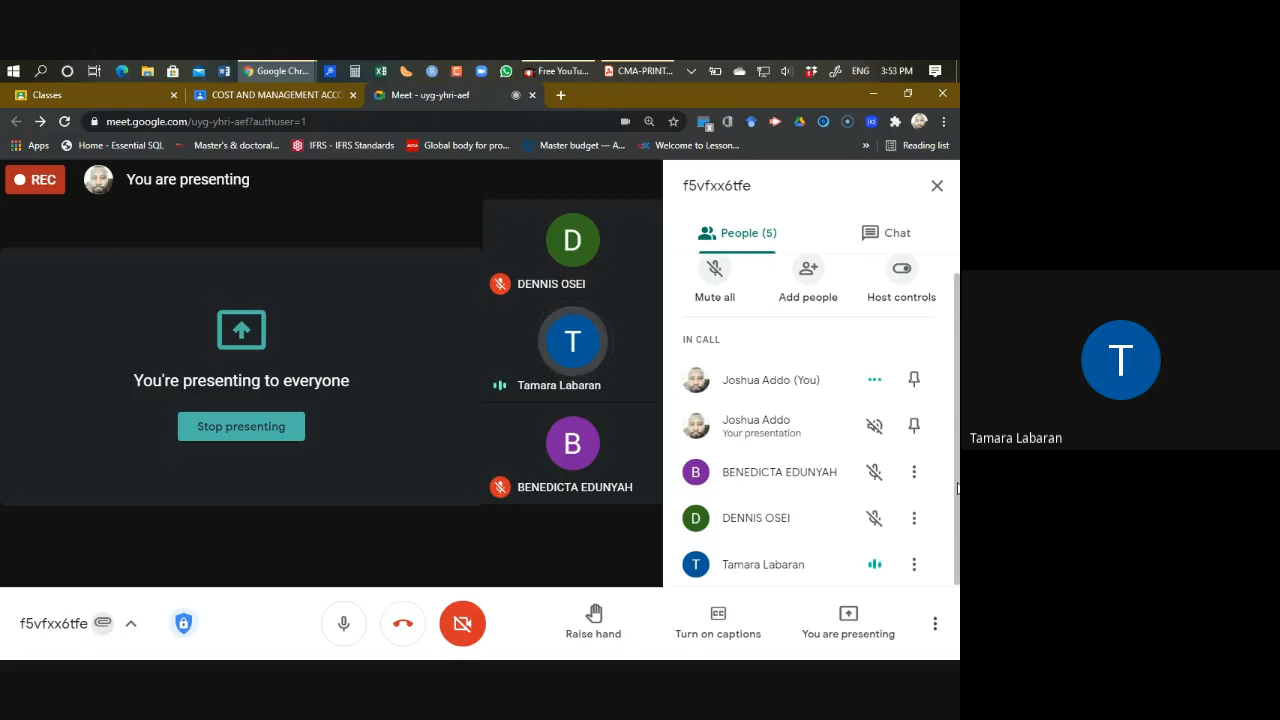 Google Chr...
Free YouTu...
CMA-PRINT...
ENG
3:53 PM
Classes
COST AND MANAGEMENT ACCO
Meet - uyg-yhri-aef
meet.google.com/uyg-yhri-aef?authuser=1
Apps
Home - Essential SQL
Master's & doctoral...
IFRS - IFRS Standards
Global body for pro...
Master budget — A...
Welcome to Lesson...
»
Reading list
REC
You are presenting
f5vfxx6tfe
People (5)
Chat
D
DENNIS OSEI
Mute all
Add people
Host controls
You're presenting to everyone
Stop presenting
T
Tamara Labaran
B
BENEDICTA EDUNYAH
IN CALL
Joshua Addo (You)
Joshua Addo
Your presentation
B
BENEDICTA EDUNYAH
D
DENNIS OSEI
T
Tamara Labaran
T
Tamara Labaran
f5vfxx6tfe
Raise hand
CC
Turn on captions
You are presenting